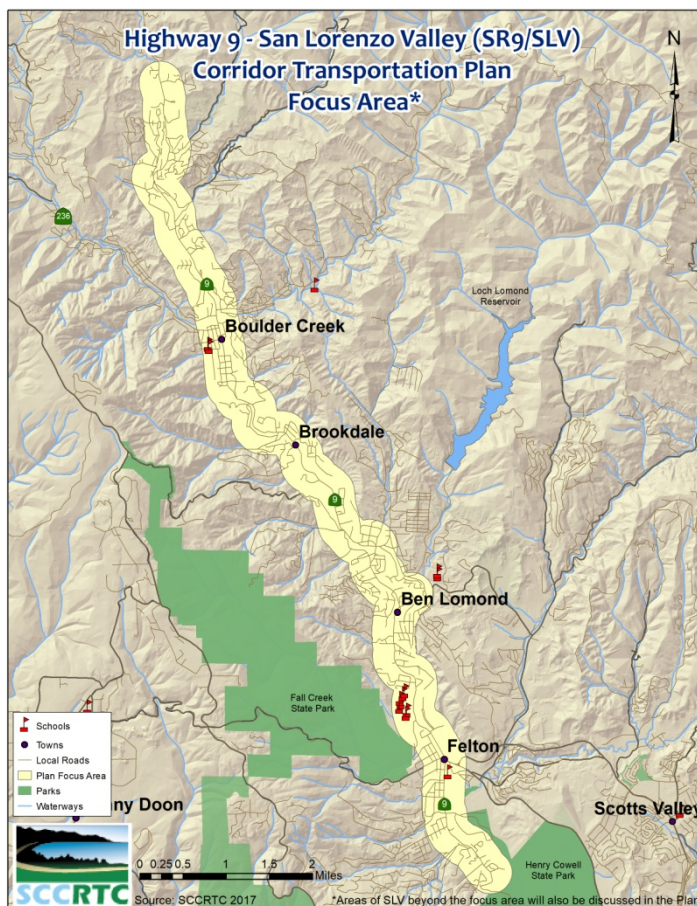 Highway 9 - San Lorenzo Valley (SR9/SLV)
Corridor Transportation Plan
Focus Area*
N
236
9
Boulder Creek
Loch Lomond
Reservoir
Brookdale
9
Ben Lomond
Fall Creek
State Park
Felton
9
Schools
Towns
Local Roads
Plan Focus Area
Parks
Waterways
ny Doon
Scotts Valley
Henry Cowell
State Park
SCCRTC
0 0.25 0.5 1 1.5 2
Miles
Source: SCCRTC 2017
*Areas of SLV beyond the focus area will also be discussed in the Plan